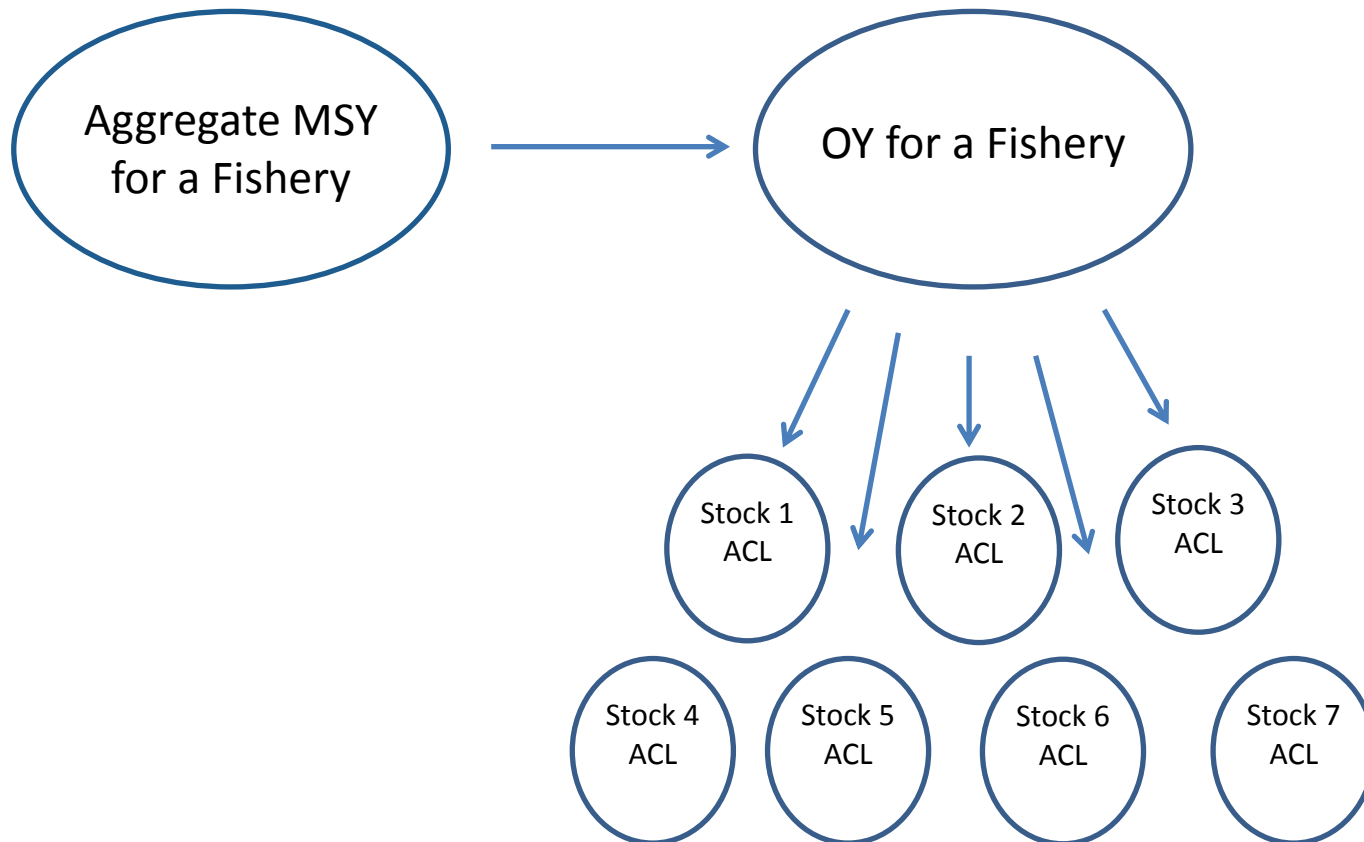 Aggregate MSY
for a Fishery
OY for a Fishery
Stock 1
ACL
Stock 2
ACL
Stock 3
ACL
Stock 4
ACL
Stock 5
ACL
Stock 6
ACL
Stock 7
ACL